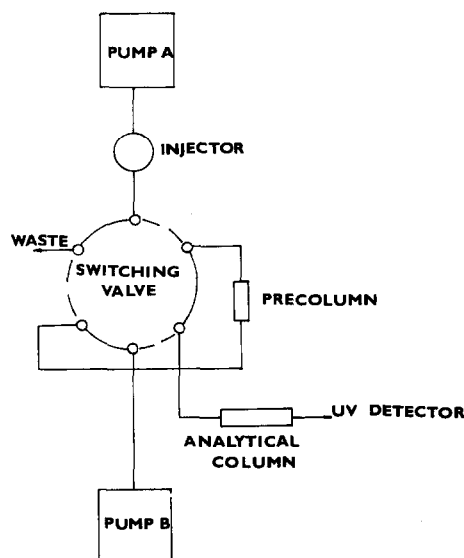 PUMP A
INJECTOR
WASTE
SWITCHING
VALVE
PRECOLUMN
UV DETECTOR
ANALYTICAL
COLUMN
PUMP B